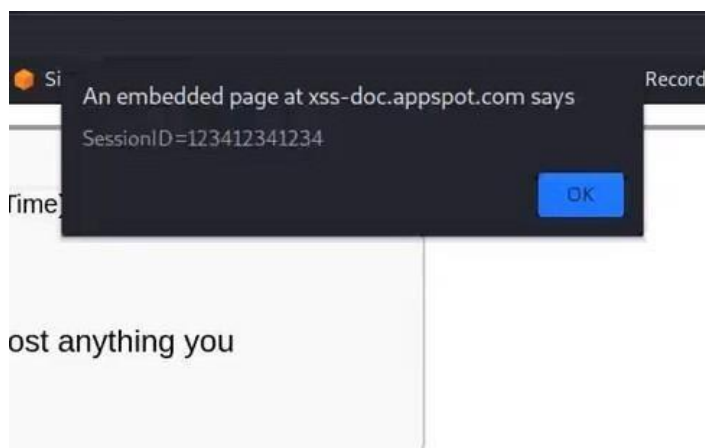 Si
Record
An embedded page at xss-doc.appspot.com says
SessionID=123412341234
OK
Time]
ost anything you